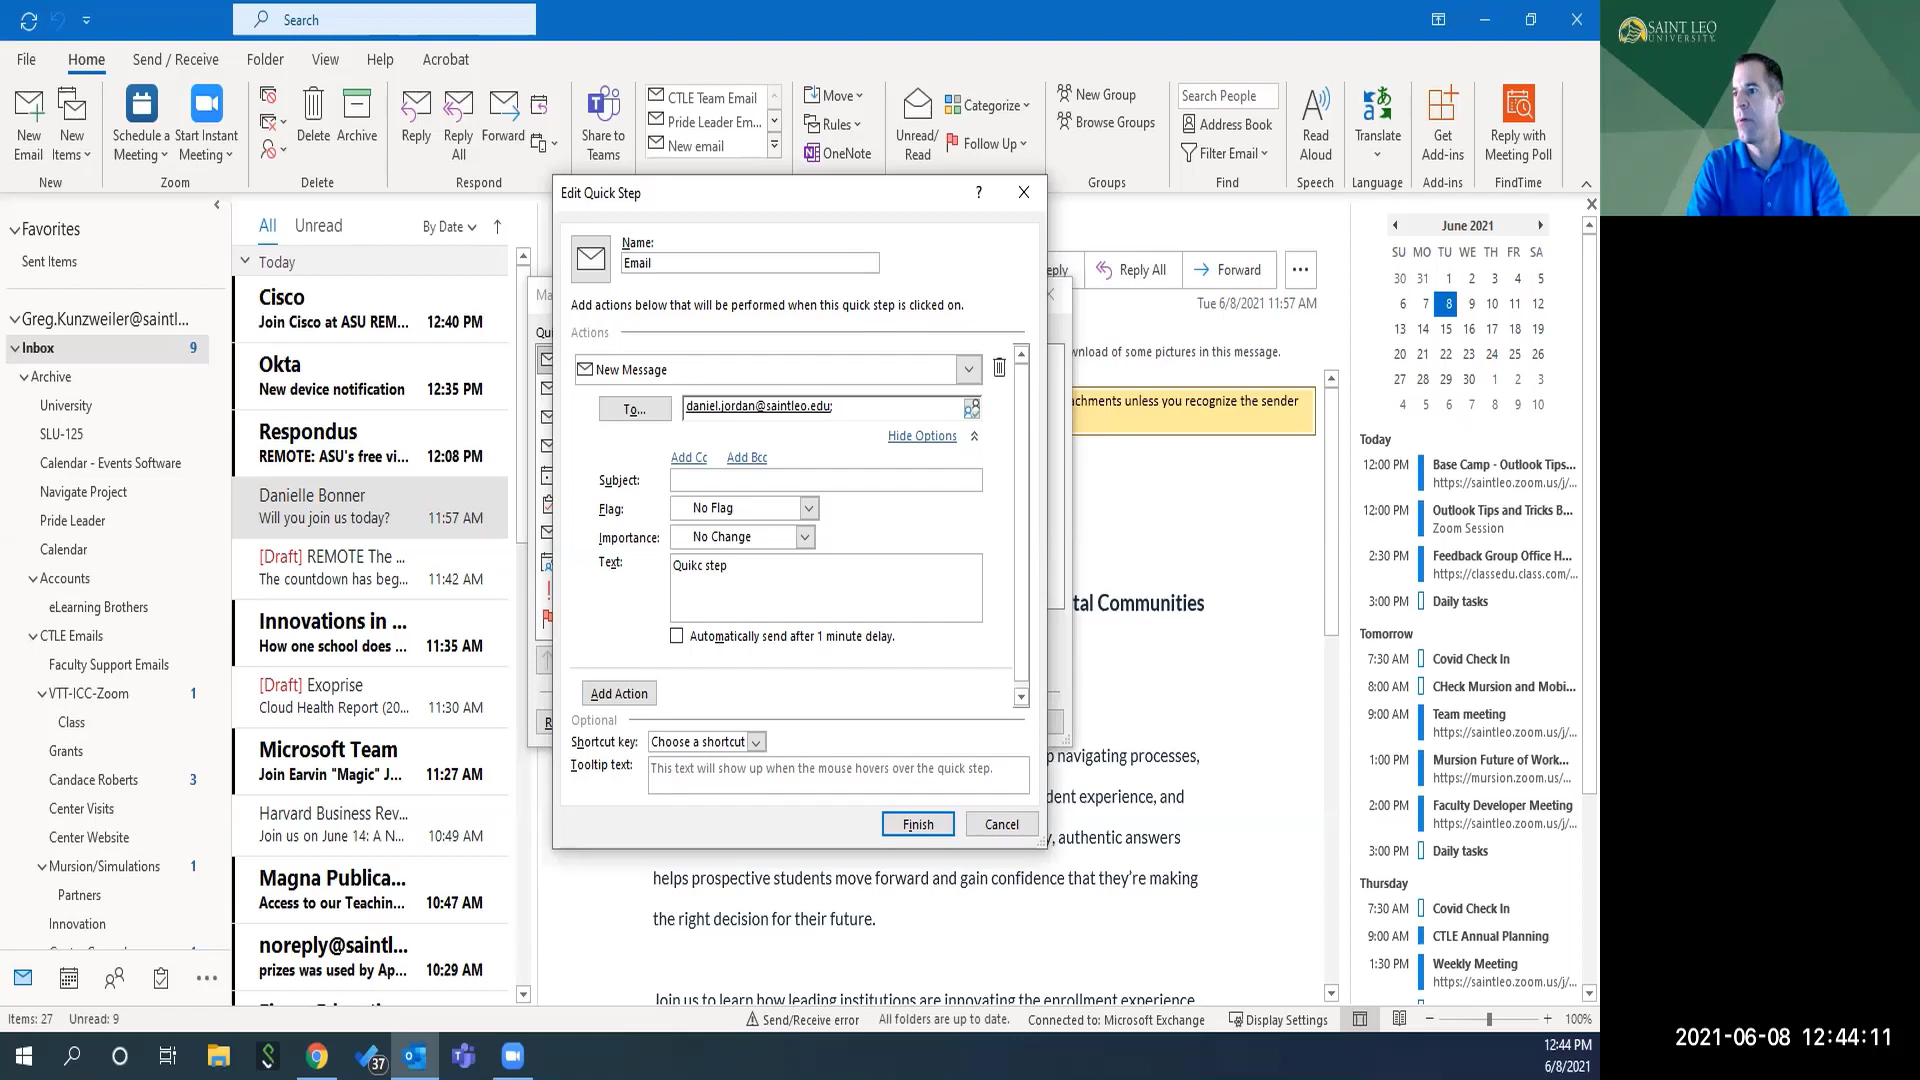 Search
SAINT LEO
UNIVERSITY
File Home Send / Receive Folder View Help Acrobat
New Email
New Items
Schedule a Meeting
Start Instant Meeting
Delete
Archive
Reply
Reply All
Forward
Share to Teams
CTLE Team Email
Pride Leader Em...
New email
Move
Rules
OneNote
Unread/ Read
Categorize
Follow Up
New Group
Browse Groups
Search People
Address Book
Filter Email
Read Aloud
Translate
Get Add-ins
Reply with Meeting Poll
New Zoom Delete Respond Groups Find Speech Language Add-ins FindTime
Favorites
Sent Items
Greg.Kunzweiler@saintl...
Inbox 9
Archive
University
SLU-125
Calendar - Events Software
Navigate Project
Pride Leader
Calendar
Accounts
eLearning Brothers
CTLE Emails
Faculty Support Emails
VTT-ICC-Zoom 1
Class
Grants
Candace Roberts 3
Center Visits
Center Website
Mursion/Simulations 1
Partners
Innovation
All Unread By Date
Today
Cisco
Join Cisco at ASU REM... 12:40 PM
Okta
New device notification 12:35 PM
Respondus
REMOTE: ASU's free vi... 12:08 PM
Danielle Bonner
Will you join us today? 11:57 AM
[Draft] REMOTE The ...
The countdown has beg... 11:42 AM
Innovations in ...
How one school does ... 11:35 AM
[Draft] Exoprise
Cloud Health Report (20... 11:30 AM
Microsoft Team
Join Earvin "Magic" J... 11:27 AM
Harvard Business Rev...
Join us on June 14: A N... 10:49 AM
Magna Publica...
Access to our Teachin... 10:47 AM
noreply@saintl...
prizes was used by Ap... 10:29 AM
Edit Quick Step
?
Name:
Email
Add actions below that will be performed when this quick step is clicked on.
Actions
New Message
To... daniel.jordan@saintleo.edu;
Hide Options
Add Cc Add Bcc
Subject:
Flag: No Flag
Importance: No Change
Text: Quikc step
Automatically send after 1 minute delay.
Add Action
Optional
Shortcut key: Choose a shortcut
Tooltip text: This text will show up when the mouse hovers over the quick step.
Finish Cancel
Ma
Qui
R
eply Reply All Forward ...
Tue 6/8/2021 11:57 AM
wnload of some pictures in this message.
achments unless you recognize the sender
tal Communities
p navigating processes,
dent experience, and
y, authentic answers
helps prospective students move forward and gain confidence that they're making
the right decision for their future.
Join us to learn how leading institutions are innovating the enrollment experience
June 2021
SU MO TU WE TH FR SA
30 31 1 2 3 4 5
6 7 8 9 10 11 12
13 14 15 16 17 18 19
20 21 22 23 24 25 26
27 28 29 30 1 2 3
4 5 6 7 8 9 10
Today
12:00 PM Base Camp - Outlook Tips...
https://saintleo.zoom.us/j/...
12:00 PM Outlook Tips and Tricks B...
Zoom Session
2:30 PM Feedback Group Office H...
https://classedu.class.com/...
3:00 PM Daily tasks
Tomorrow
7:30 AM Covid Check In
8:00 AM CHeck Mursion and Mobi...
9:00 AM Team meeting
https://saintleo.zoom.us/j/...
1:00 PM Mursion Future of Work...
https://mursion.zoom.us/...
2:00 PM Faculty Developer Meeting
https://saintleo.zoom.us/j/...
3:00 PM Daily tasks
Thursday
7:30 AM Covid Check In
9:00 AM CTLE Annual Planning
1:30 PM Weekly Meeting
https://saintleo.zoom.us/j/...
Items: 27 Unread: 9 Send/Receive error All folders are up to date. Connected to: Microsoft Exchange Display Settings 100%
37
12:44 PM
6/8/2021
2021-06-08 12:44:11